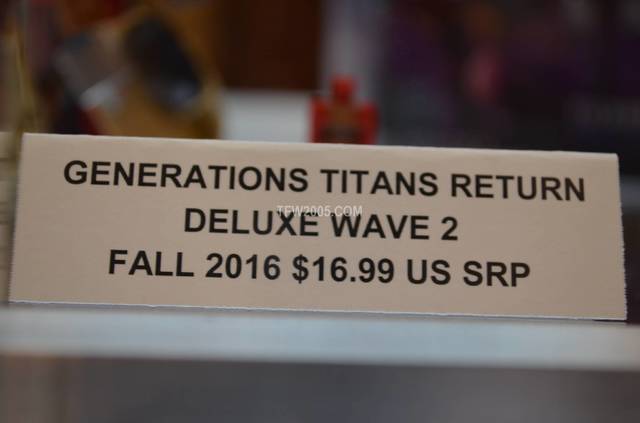 GENERATIONS TITANS RETURN
TFW2005.COM
DELUXE WAVE 2
FALL 2016 $16.99 US SRP